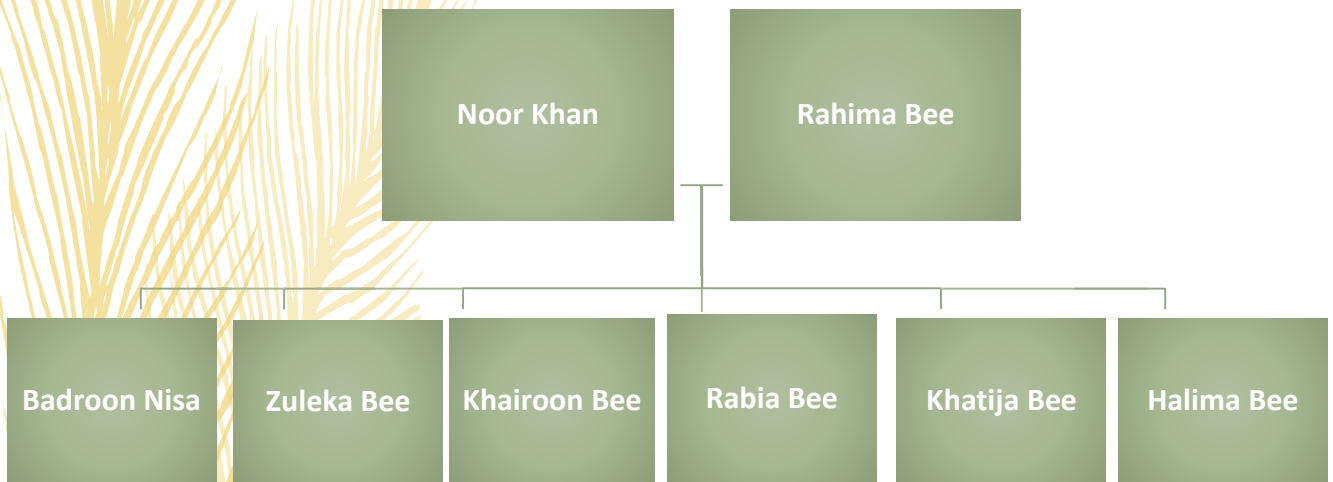 Noor Khan
Rahima Bee
Badroon Nisa
Zuleka Bee
Khairoon Bee
Rabia Bee
Khatija Bee
Halima Bee